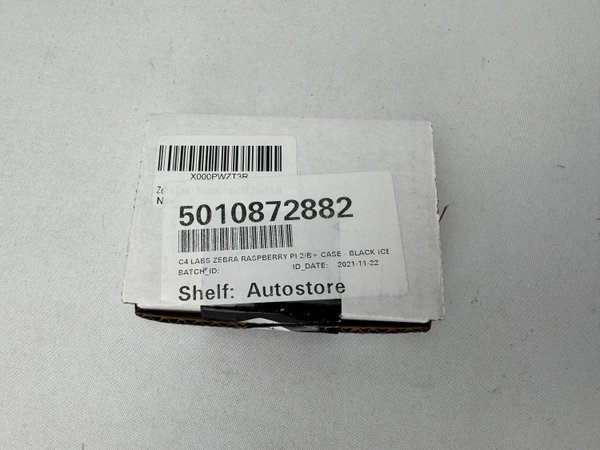 X000PWZT3R
5010872882
C4 LABS ZEBRA RASPBERRY PI 2/B+ CASE - BLACK ICE
BATCH_ID: ID_DATE: 2021-11-22
Shelf: Autostore